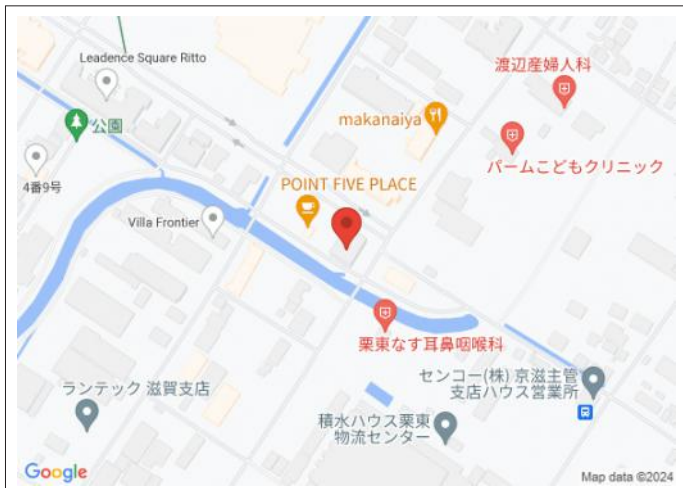 Leadence Square Ritto
渡辺産婦人科
makanaiya
公園
パームこどもクリニック
4番9号
POINT FIVE PLACE
Villa Frontier
栗東なす耳鼻咽喉科
センコー(株) 京滋主管
支店ハウス営業所
ランテック 滋賀支店
積水ハウス栗東
物流センター
Google
Map data ©2024